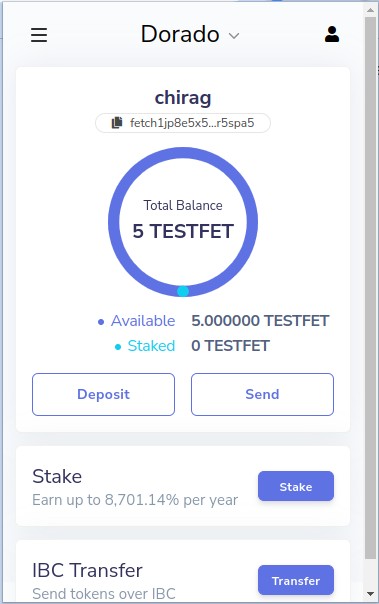 Dorado
chirag
fetch1jp8e5x5...r5spa5
Total Balance
5 TESTFET
Available 5.000000 TESTFET
Staked 0 TESTFET
Deposit Send
Stake
Earn up to 8,701.14% per year
Stake
IBC Transfer
Send tokens over IBC
Transfer